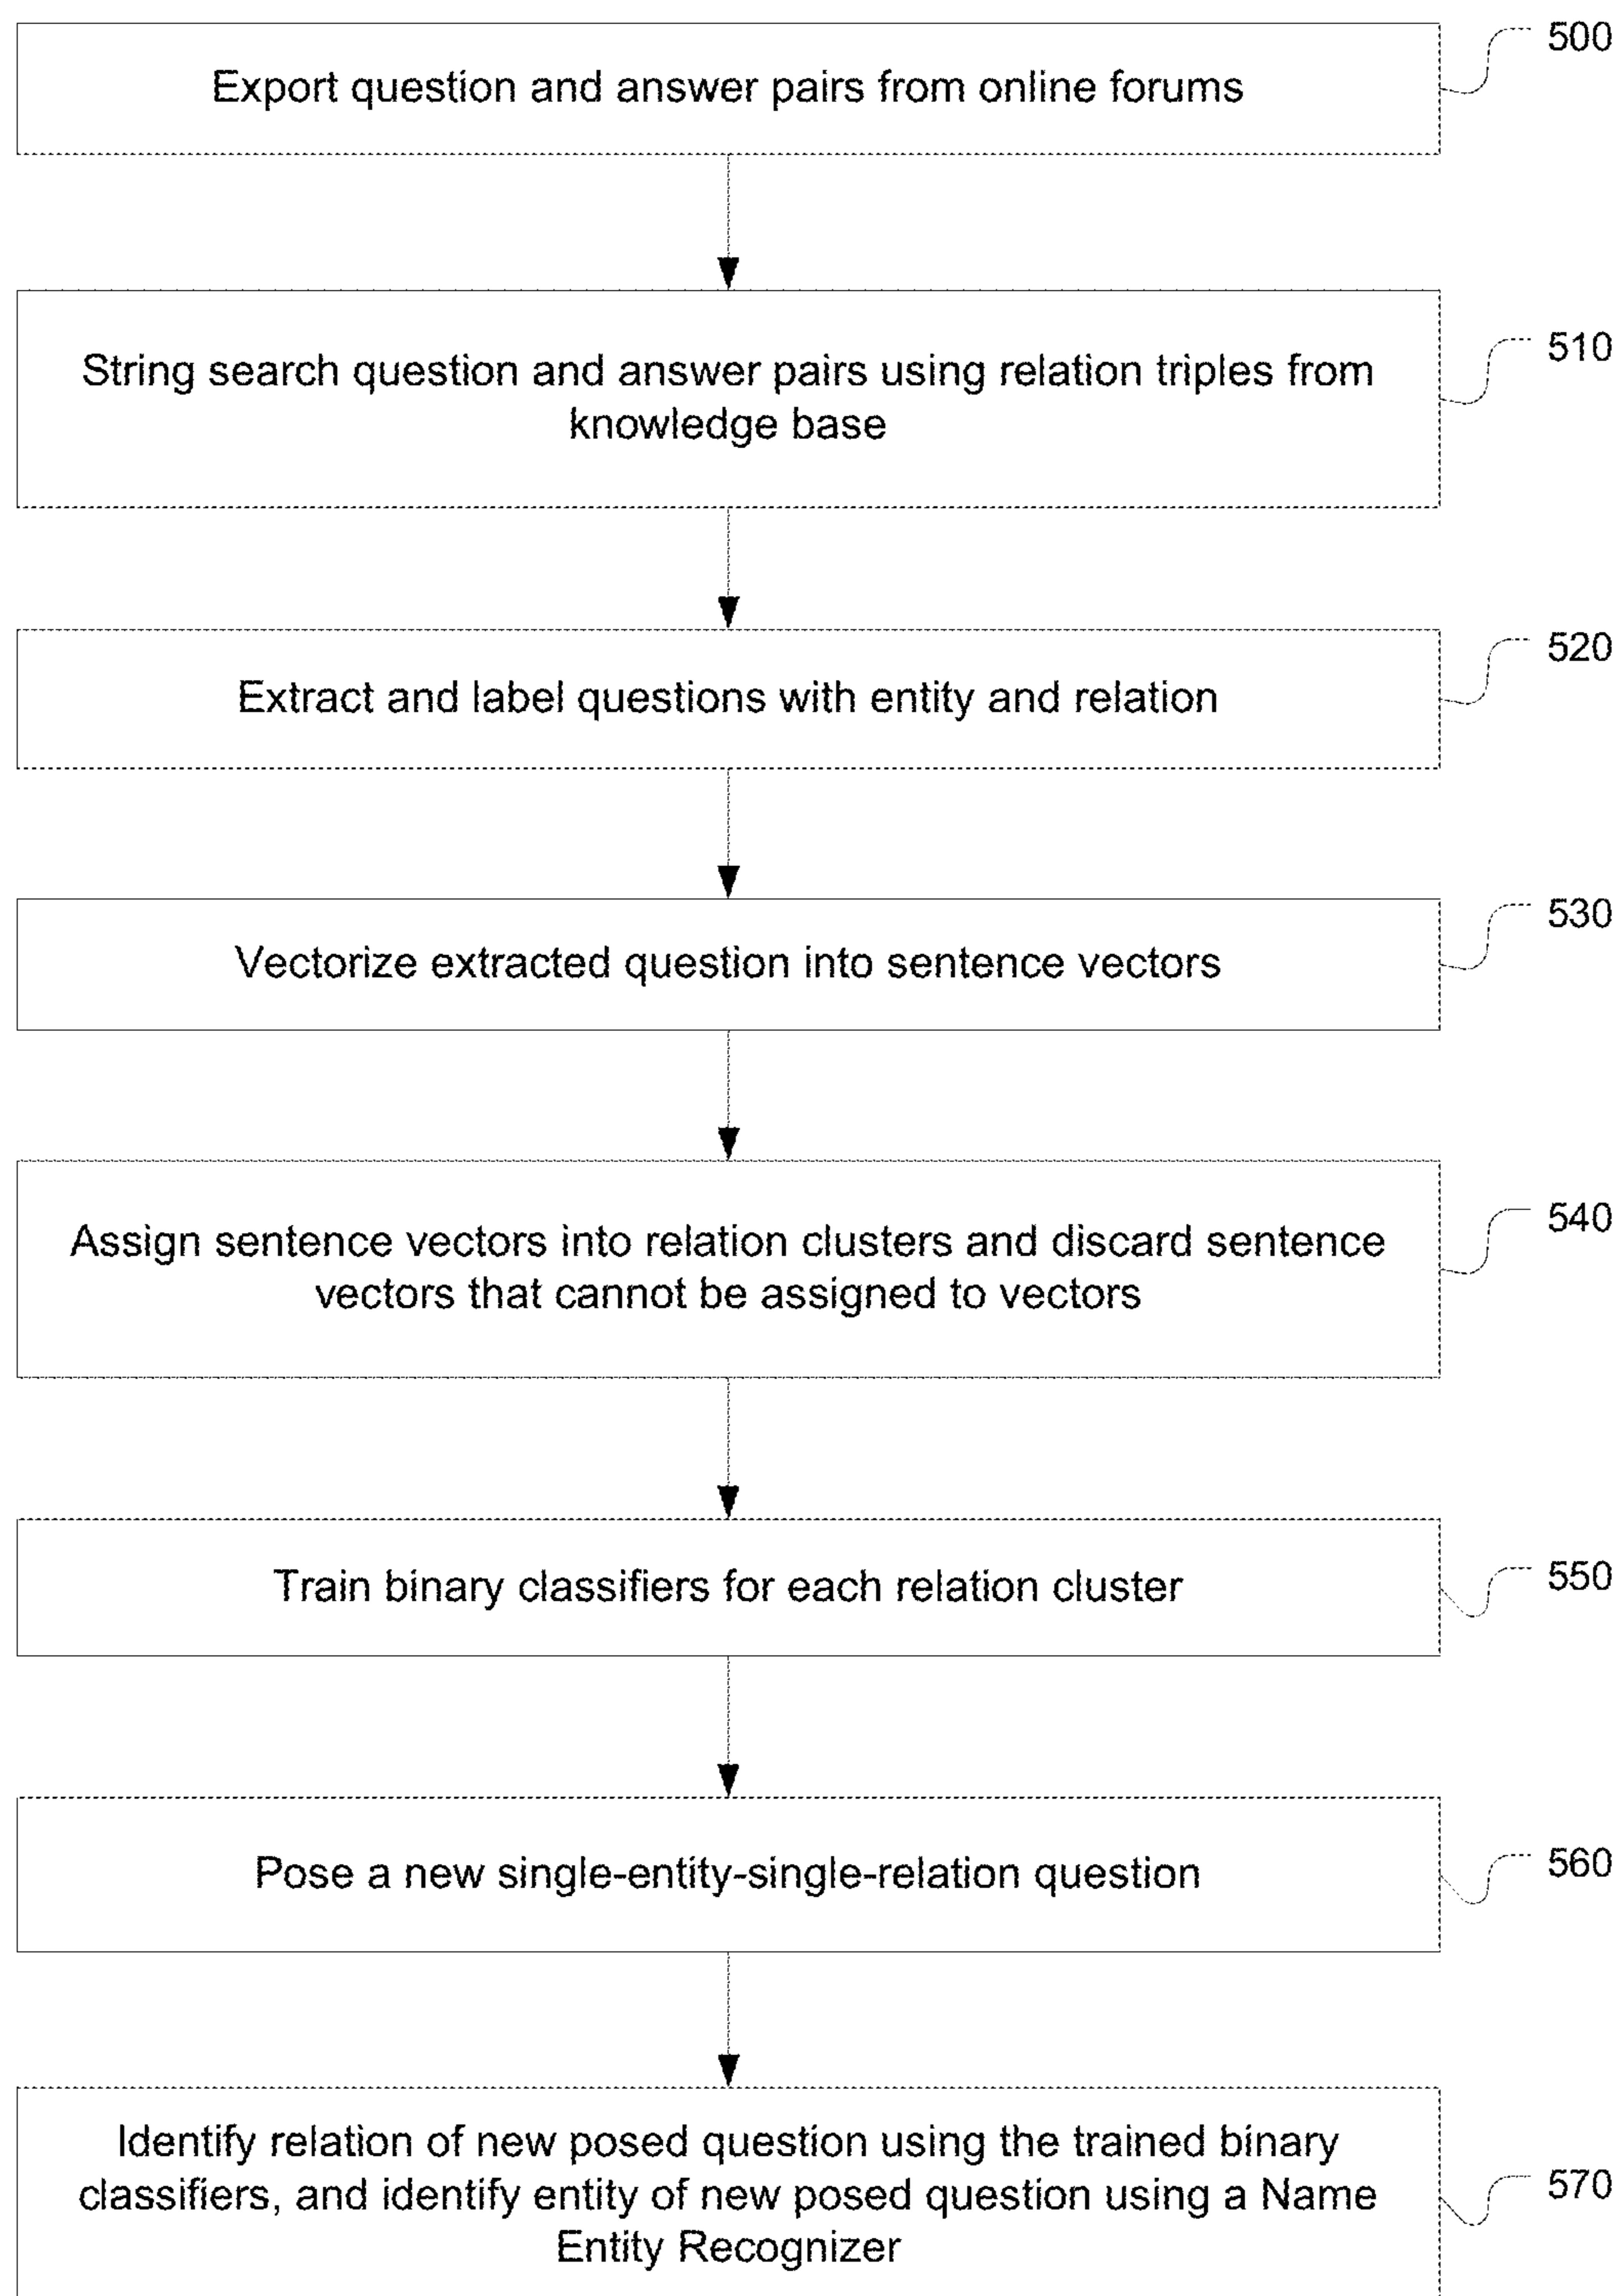 Export question and answer pairs from online forums
500
String search question and answer pairs using relation triples from
knowledge base
510
Extract and label questions with entity and relation
520
Vectorize extracted question into sentence vectors
530
Assign sentence vectors into relation clusters and discard sentence
vectors that cannot be assigned to vectors
540
Train binary classifiers for each relation cluster
550
Pose a new single-entity-single-relation question
560
Identify relation of new posed question using the trained binary
classifiers, and identify entity of new posed question using a Name
Entity Recognizer
570